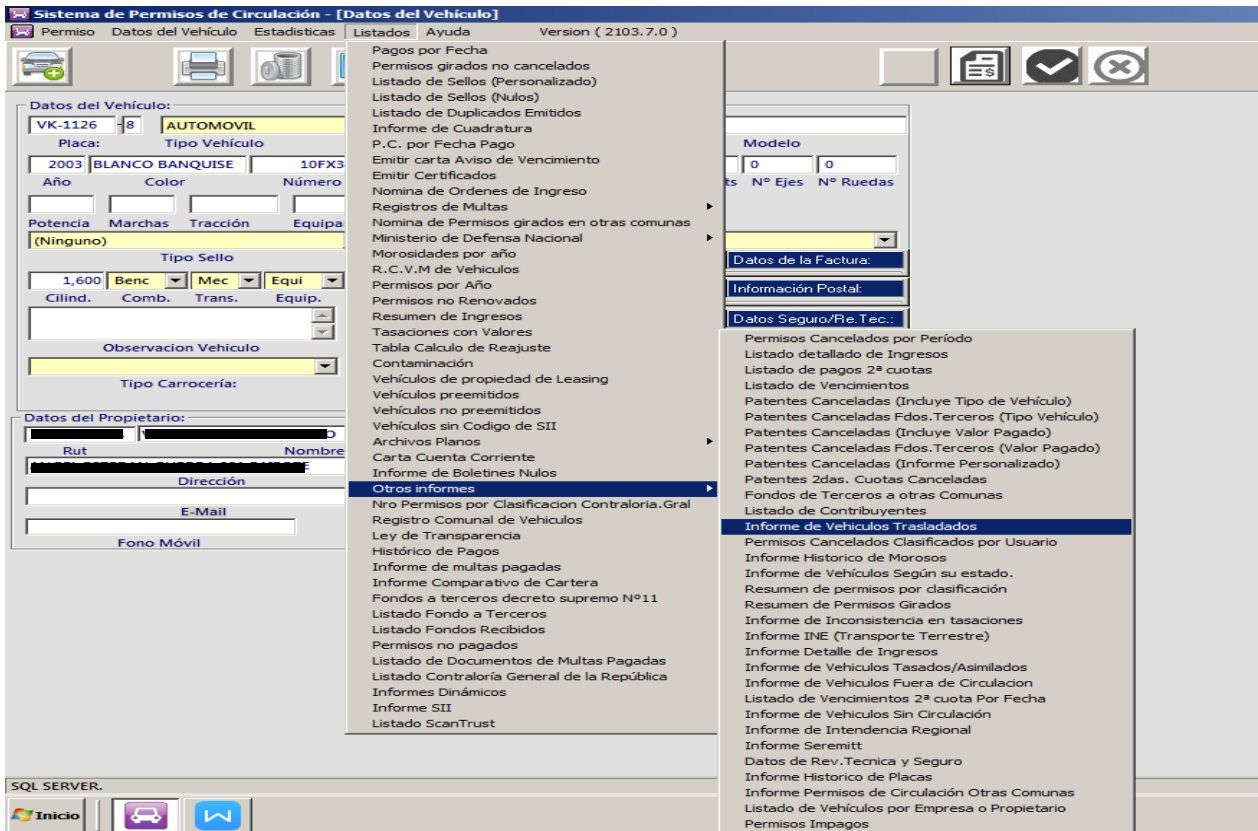 Sistema de Permisos de Circulación - [Datos del Vehículo]
Permiso Datos del Vehículo Estadisticas Listados Ayuda Version ( 2103.7.0 )
Datos del Vehículo:
VK-1126 -8 AUTOMOVIL
Placa: Tipo Vehículo Modelo
2003 BLANCO BANQUISE 10FX3 0 0
Año Color Número ts Nº Ejes Nº Ruedas
Potencia Marchas Tracción Equipa
(Ninguno)
Tipo Sello
Datos de la Factura:
1,600 Benc Mec Equi
Información Postal:
Cilind. Comb. Trans. Equip.
Datos Seguro/Re.Tec.:
Observacion Vehiculo
Tipo Carrocería:
Datos del Propietario:
Rut Nombre
Dirección
E-Mail
Fono Móvil
Pagos por Fecha
Permisos girados no cancelados
Listado de Sellos (Personalizado)
Listado de Sellos (Nulos)
Listado de Duplicados Emitidos
Informe de Cuadratura
P.C. por Fecha Pago
Emitir carta Aviso de Vencimiento
Emitir Certificados
Nomina de Ordenes de Ingreso
Registros de Multas
Nomina de Permisos girados en otras comunas
Ministerio de Defensa Nacional
Morosidades por año
R.C.V.M de Vehiculos
Permisos por Año
Permisos no Renovados
Resumen de Ingresos
Tasaciones con Valores
Tabla Calculo de Reajuste
Contaminación
Vehículos de propiedad de Leasing
Vehículos preemitidos
Vehículos no preemitidos
Vehículos sin Codigo de SII
Archivos Planos
Carta Cuenta Corriente
Informe de Boletines Nulos
Otros informes
Nro Permisos por Clasificacion Contraloria.Gral
Registro Comunal de Vehiculos
Ley de Transparencia
Histórico de Pagos
Informe de multas pagadas
Informe Comparativo de Cartera
Fondos a terceros decreto supremo Nº11
Listado Fondo a Terceros
Listado Fondos Recibidos
Permisos no pagados
Listado de Documentos de Multas Pagadas
Listado Contraloría General de la República
Informes Dinámicos
Informe SII
Listado ScanTrust
Permisos Cancelados por Período
Listado detallado de Ingresos
Listado de pagos 2ª cuotas
Listado de Vencimientos
Patentes Canceladas (Incluye Tipo de Vehículo)
Patentes Canceladas Fdos.Terceros (Tipo Vehículo)
Patentes Canceladas (Incluye Valor Pagado)
Patentes Canceladas Fdos.Terceros (Valor Pagado)
Patentes Canceladas (Informe Personalizado)
Patentes 2das. Cuotas Canceladas
Fondos de Terceros a otras Comunas
Listado de Contribuyentes
Informe de Vehiculos Trasladados
Permisos Cancelados Clasificados por Usuario
Informe Historico de Morosos
Informe de Vehículos Según su estado.
Resumen de permisos por clasificación
Resumen de Permisos Girados
Informe de Inconsistencia en tasaciones
Informe INE (Transporte Terrestre)
Informe Detalle de Ingresos
Informe de Vehiculos Tasados/Asimilados
Informe de Vehiculos Fuera de Circulacion
Listado de Vencimientos 2ª cuota Por Fecha
Informe de Vehiculos Sin Circulación
Informe de Intendencia Regional
Informe Seremitt
Datos de Rev.Tecnica y Seguro
Informe Historico de Placas
Informe Permisos de Circulación Otras Comunas
Listado de Vehículos por Empresa o Propietario
Permisos Impagos
SQL SERVER.
Inicio